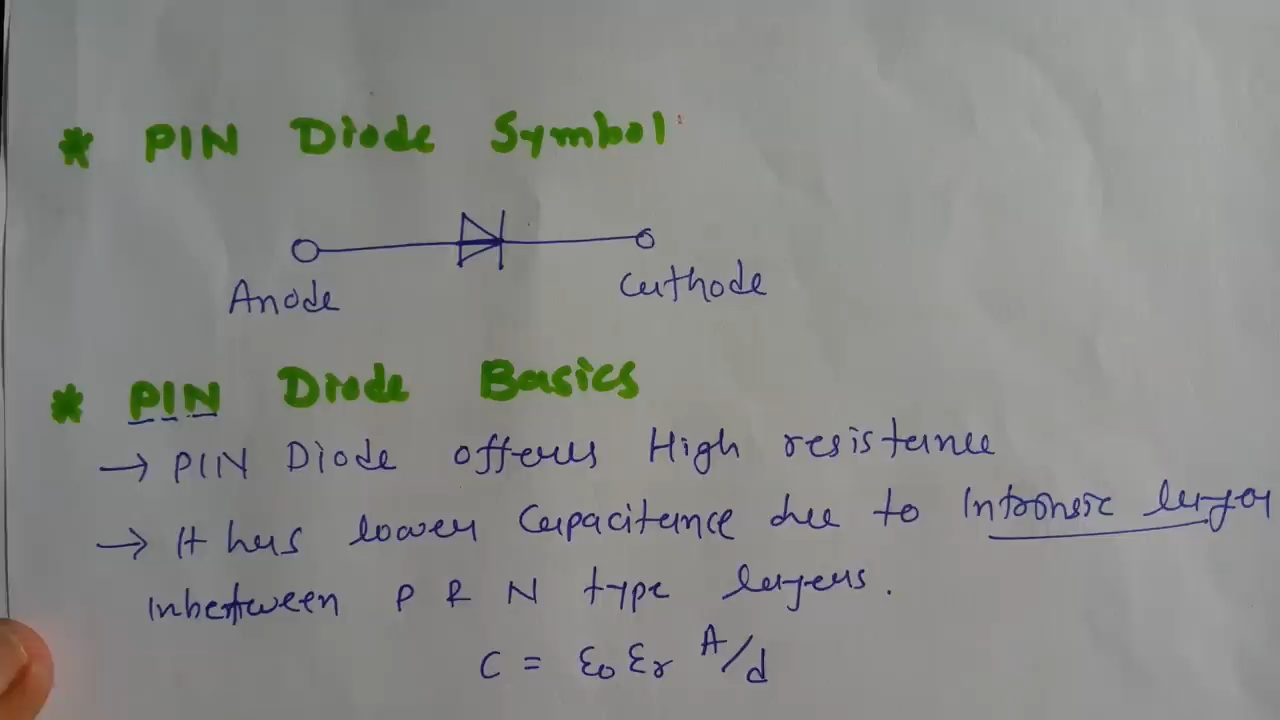 * PIN Diode Symbol
Anode
Cathode
* PIN Diode Basics
→ PIN Diode offers High resistance
→ It has lower Capacitance due to Intrinsic layer
inbetween P & N type layers.
C = ε₀ εr A/d